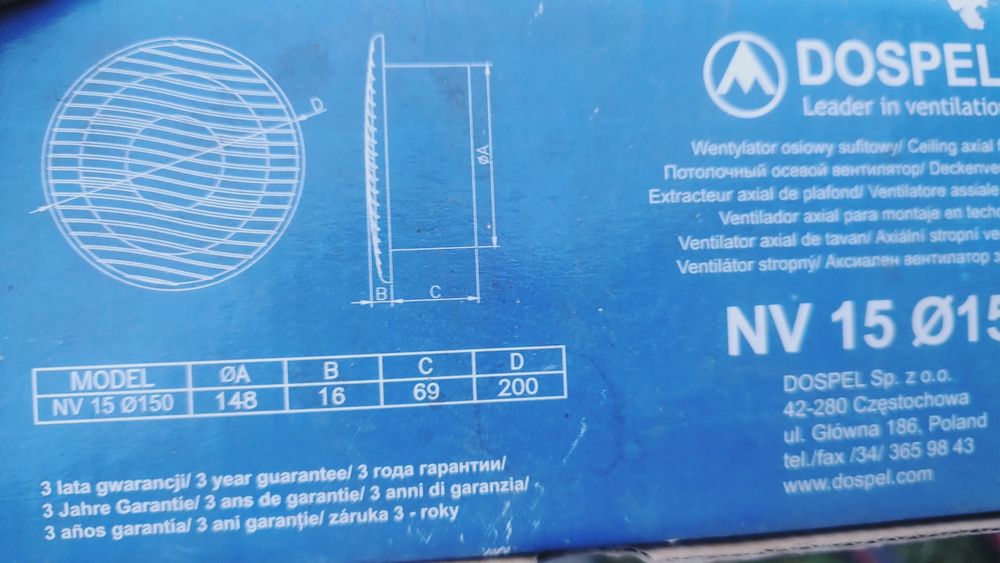 D
øA
B
C
MODEL ØA B C D
NV 15 Ø150 148 16 69 200
3 lata gwarancji/ 3 year guarantee/ 3 года гарантии/
3 Jahre Garantie/ 3 ans de garantie/ 3 anni di garanzia/
3 años garantia/ 3 ani garanţie/ záruka 3 - roky
DOSPEL
Leader in ventilatio
Wentylator osiowy sufitowy/ Ceiling axial
Потолочный осевой вентилятор/ Deckenve
Extracteur axial de plafond/ Ventilatore assiale
Ventilador axial para montaje en tech
Ventilator axial de tavan/ Axiální stropní ve
Ventilátor stropný/ Аксиален вентилатор з
NV 15 Ø15
DOSPEL Sp. z o.o.
42-280 Częstochowa
ul. Główna 186, Poland
tel./fax /34/ 365 98 43
www.dospel.com